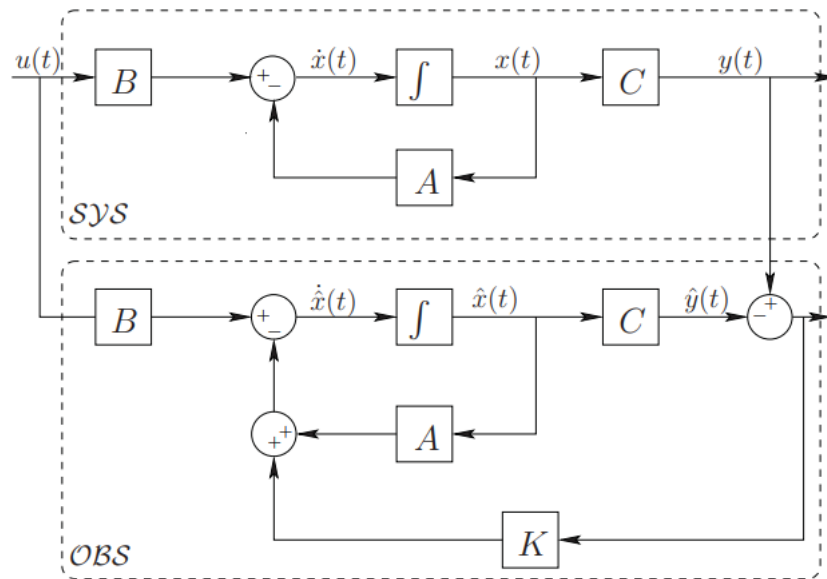 u(t)
B
+ −
ẋ(t)
∫
x(t)
C
y(t)
A
𝒮𝒴𝒮
B
+ −
x̂̇(t)
∫
x̂(t)
C
ŷ(t)
− +
+ +
A
K
𝒪ℬ𝒮